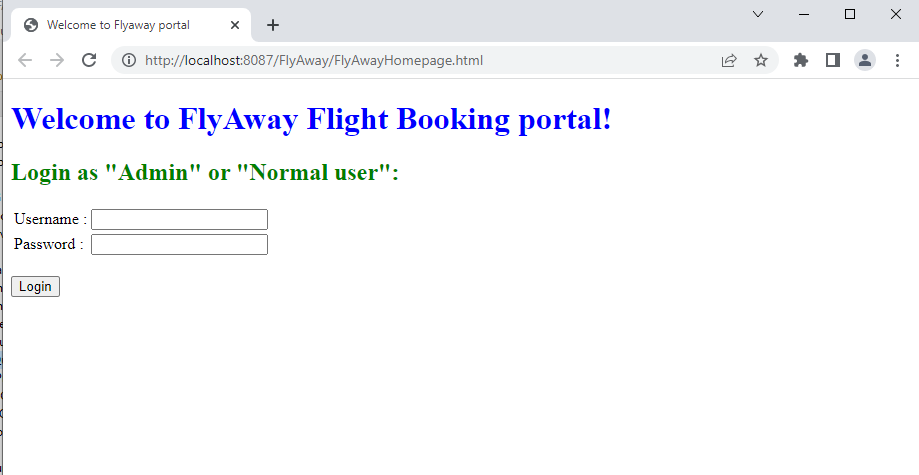 Welcome to Flyaway portal
http://localhost:8087/FlyAway/FlyAwayHomepage.html
Welcome to FlyAway Flight Booking portal!
Login as "Admin" or "Normal user":
Username :
Password :
Login